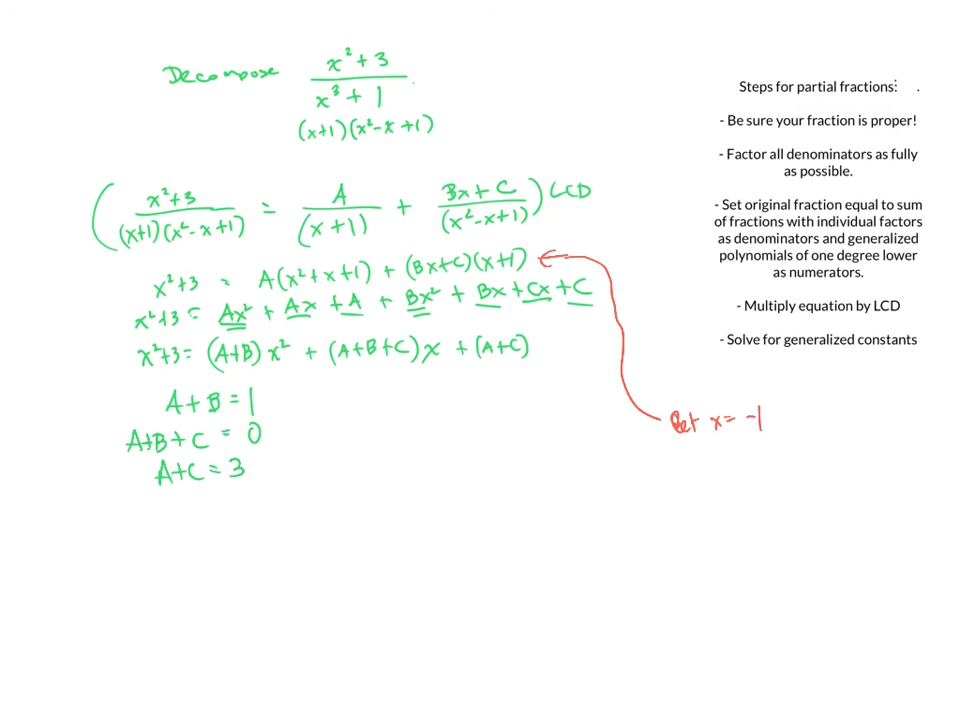 Decompose x² + 3 / x³ + 1
(x+1)(x²-x+1)
( x²+3 / (x+1)(x²-x+1) = A / (x+1) + Bx+C / (x²-x+1) ) LCD
x²+3 = A(x²+x+1) + (Bx+C)(x+1)
x²+3 = Ax² + Ax + A + Bx² + Bx + Cx + C
x²+3 = (A+B)x² + (A+B+C)x + (A+C)
A+B = 1
A+B+C = 0
A+C = 3
Let x = -1
Steps for partial fractions:
- Be sure your fraction is proper!
- Factor all denominators as fully
as possible.
- Set original fraction equal to sum
of fractions with individual factors
as denominators and generalized
polynomials of one degree lower
as numerators.
- Multiply equation by LCD
- Solve for generalized constants